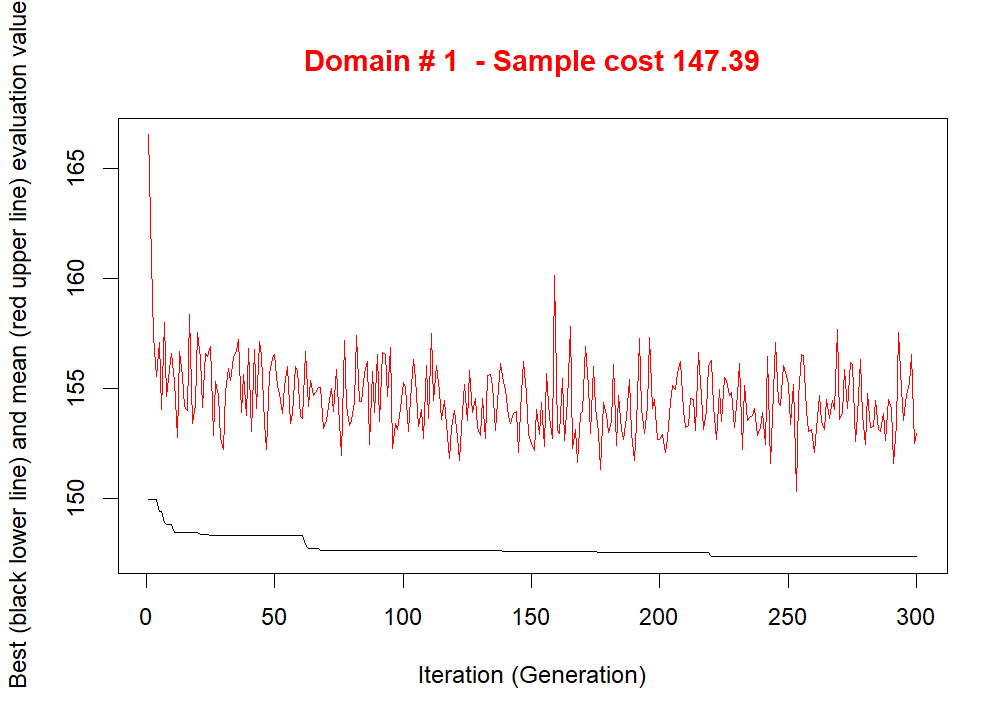 Domain # 1 - Sample cost 147.39
Best (black lower line) and mean (red upper line) evaluation value
165
160
155
150
0 50 100 150 200 250 300
Iteration (Generation)